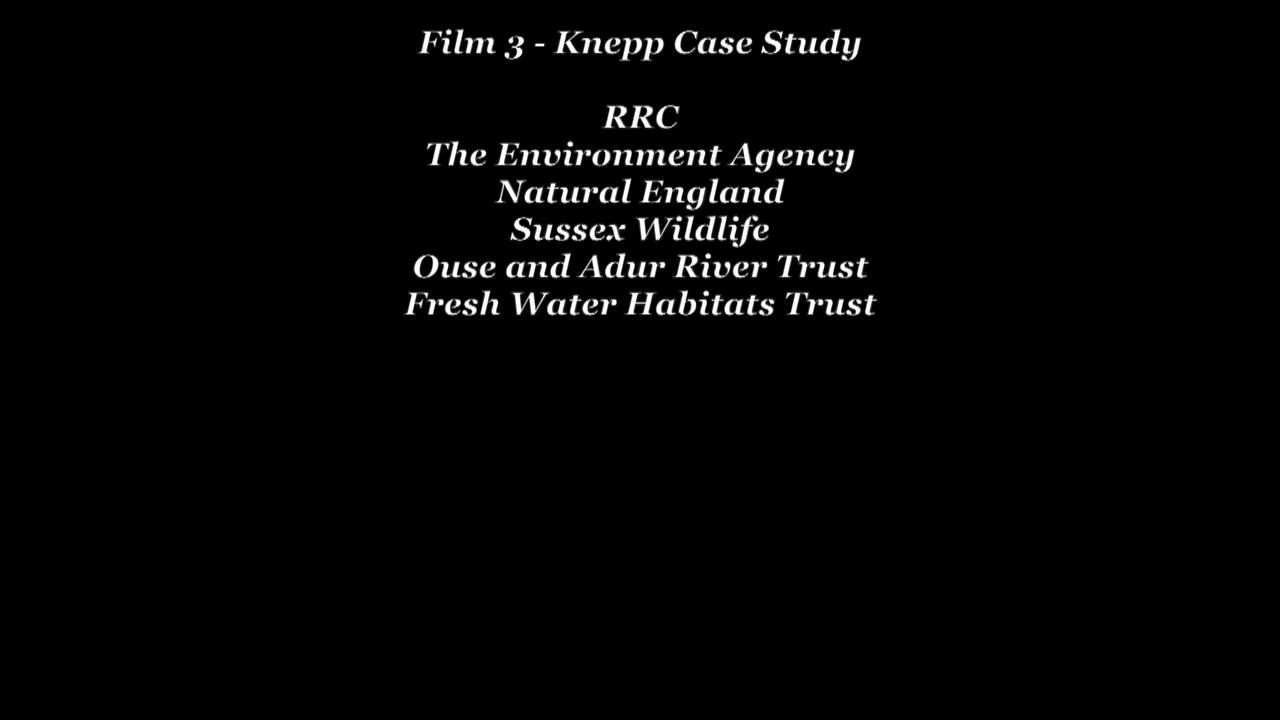 Film 3 - Knepp Case Study
RRC
The Environment Agency
Natural England
Sussex Wildlife
Ouse and Adur River Trust
Fresh Water Habitats Trust